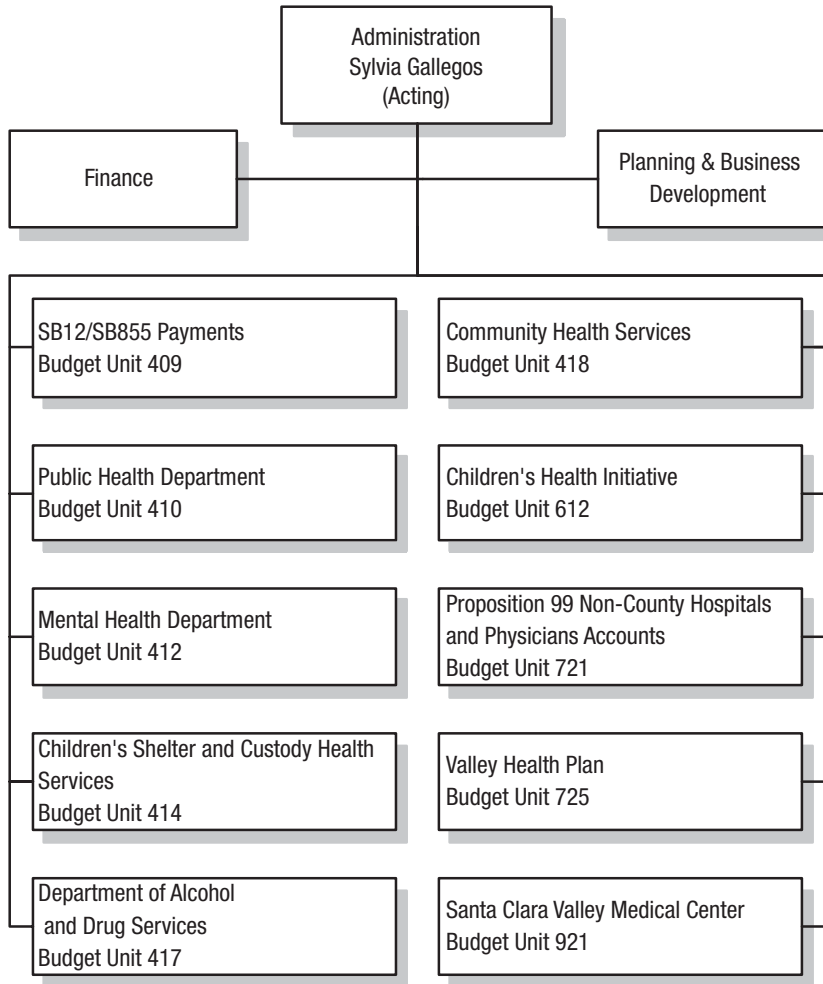 Administration
Sylvia Gallegos
(Acting)
Finance
Planning & Business
Development
SB12/SB855 Payments
Budget Unit 409
Community Health Services
Budget Unit 418
Public Health Department
Budget Unit 410
Children's Health Initiative
Budget Unit 612
Mental Health Department
Budget Unit 412
Proposition 99 Non-County Hospitals
and Physicians Accounts
Budget Unit 721
Children's Shelter and Custody Health
Services
Budget Unit 414
Valley Health Plan
Budget Unit 725
Department of Alcohol
and Drug Services
Budget Unit 417
Santa Clara Valley Medical Center
Budget Unit 921